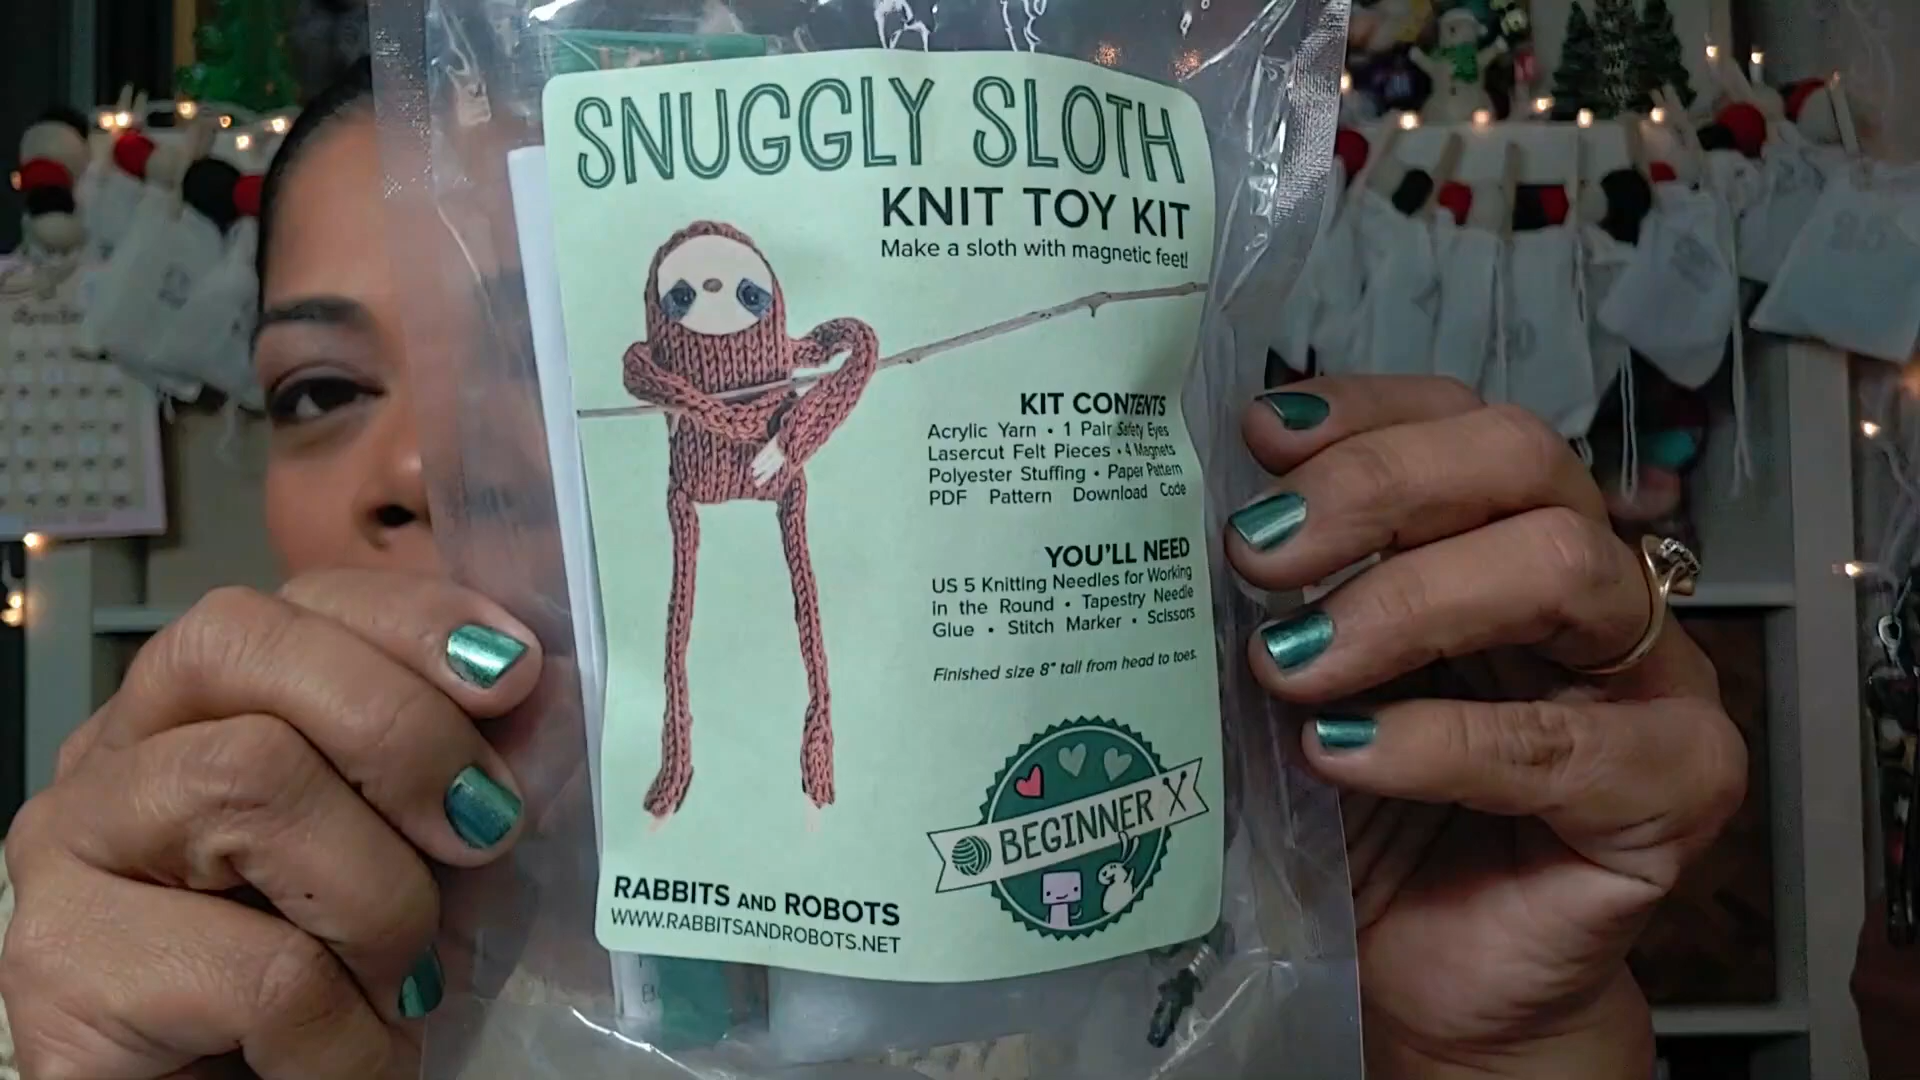 SNUGGLY SLOTH
KNIT TOY KIT
Make a sloth with magnetic feet!
KIT CONTENTS
Acrylic Yarn • 1 Pair Safety Eyes
Lasercut Felt Pieces • 4 Magnets
Polyester Stuffing • Paper Pattern
PDF Pattern Download Code
YOU'LL NEED
US 5 Knitting Needles for Working
in the Round • Tapestry Needle
Glue • Stitch Marker • Scissors
Finished size 8" tall from head to toes.
BEGINNER
RABBITS AND ROBOTS
WWW.RABBITSANDROBOTS.NET